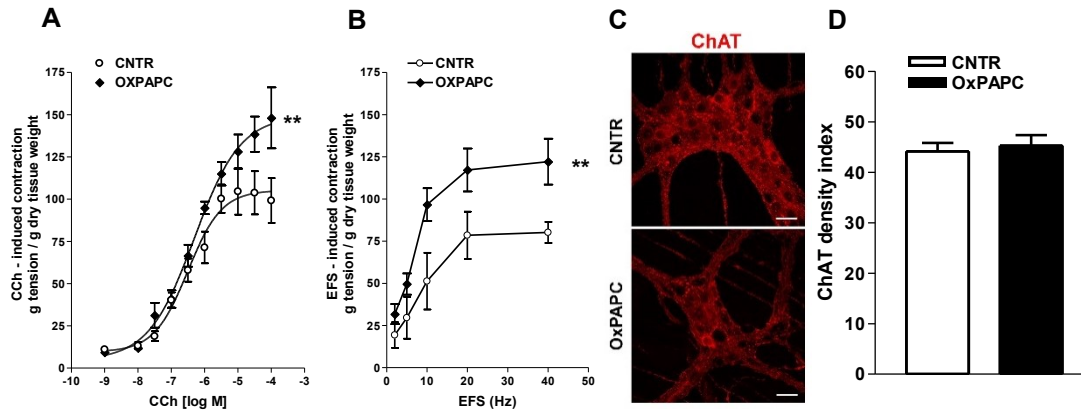 A
CNTR
OXPAPC
CCh - induced contraction
g tension / g dry tissue weight
175
150
125
100
75
50
25
0
**
-10 -9 -8 -7 -6 -5 -4 -3
CCh [log M]
B
CNTR
OXPAPC
EFS - induced contraction
g tension / g dry tissue weight
175
150
125
100
75
50
25
0
**
0 10 20 30 40 50
EFS (Hz)
C
ChAT
CNTR
OxPAPC
D
CNTR
OxPAPC
ChAT density index
60
50
40
30
20
10
0